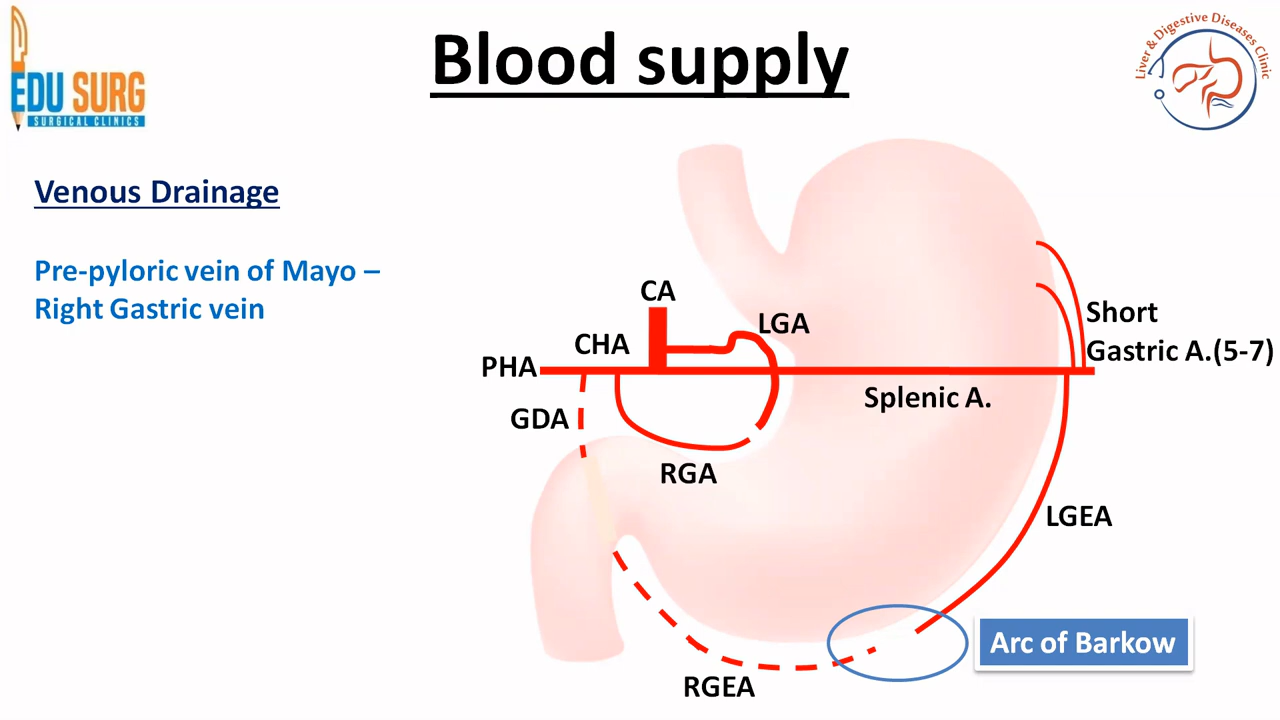 EDU SURG
SURGICAL CLINICS
Blood supply
Liver & Digestive Diseases Clinic
Venous Drainage
Pre-pyloric vein of Mayo –
Right Gastric vein
CA
LGA
CHA
PHA
Short
Gastric A.(5-7)
Splenic A.
GDA
RGA
LGEA
Arc of Barkow
RGEA